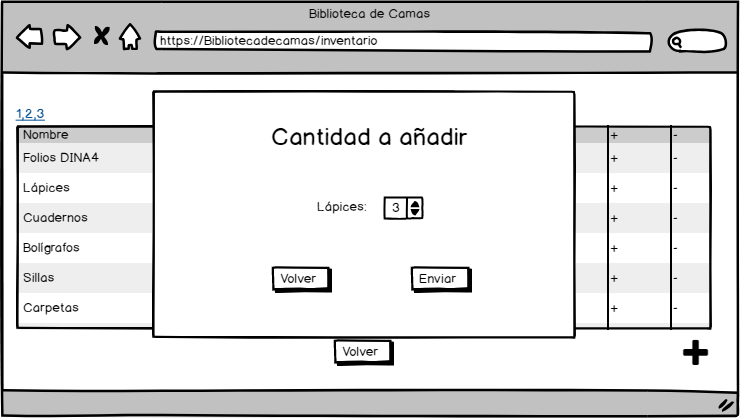 Biblioteca de Camas
https://Bibliotecadecamas/inventario
1,2,3
Nombre + -
Folios DINA4 + -
Lápices + -
Cuadernos + -
Bolígrafos + -
Sillas + -
Carpetas + -
Cantidad a añadir
Lápices: 3
Volver Enviar
Volver